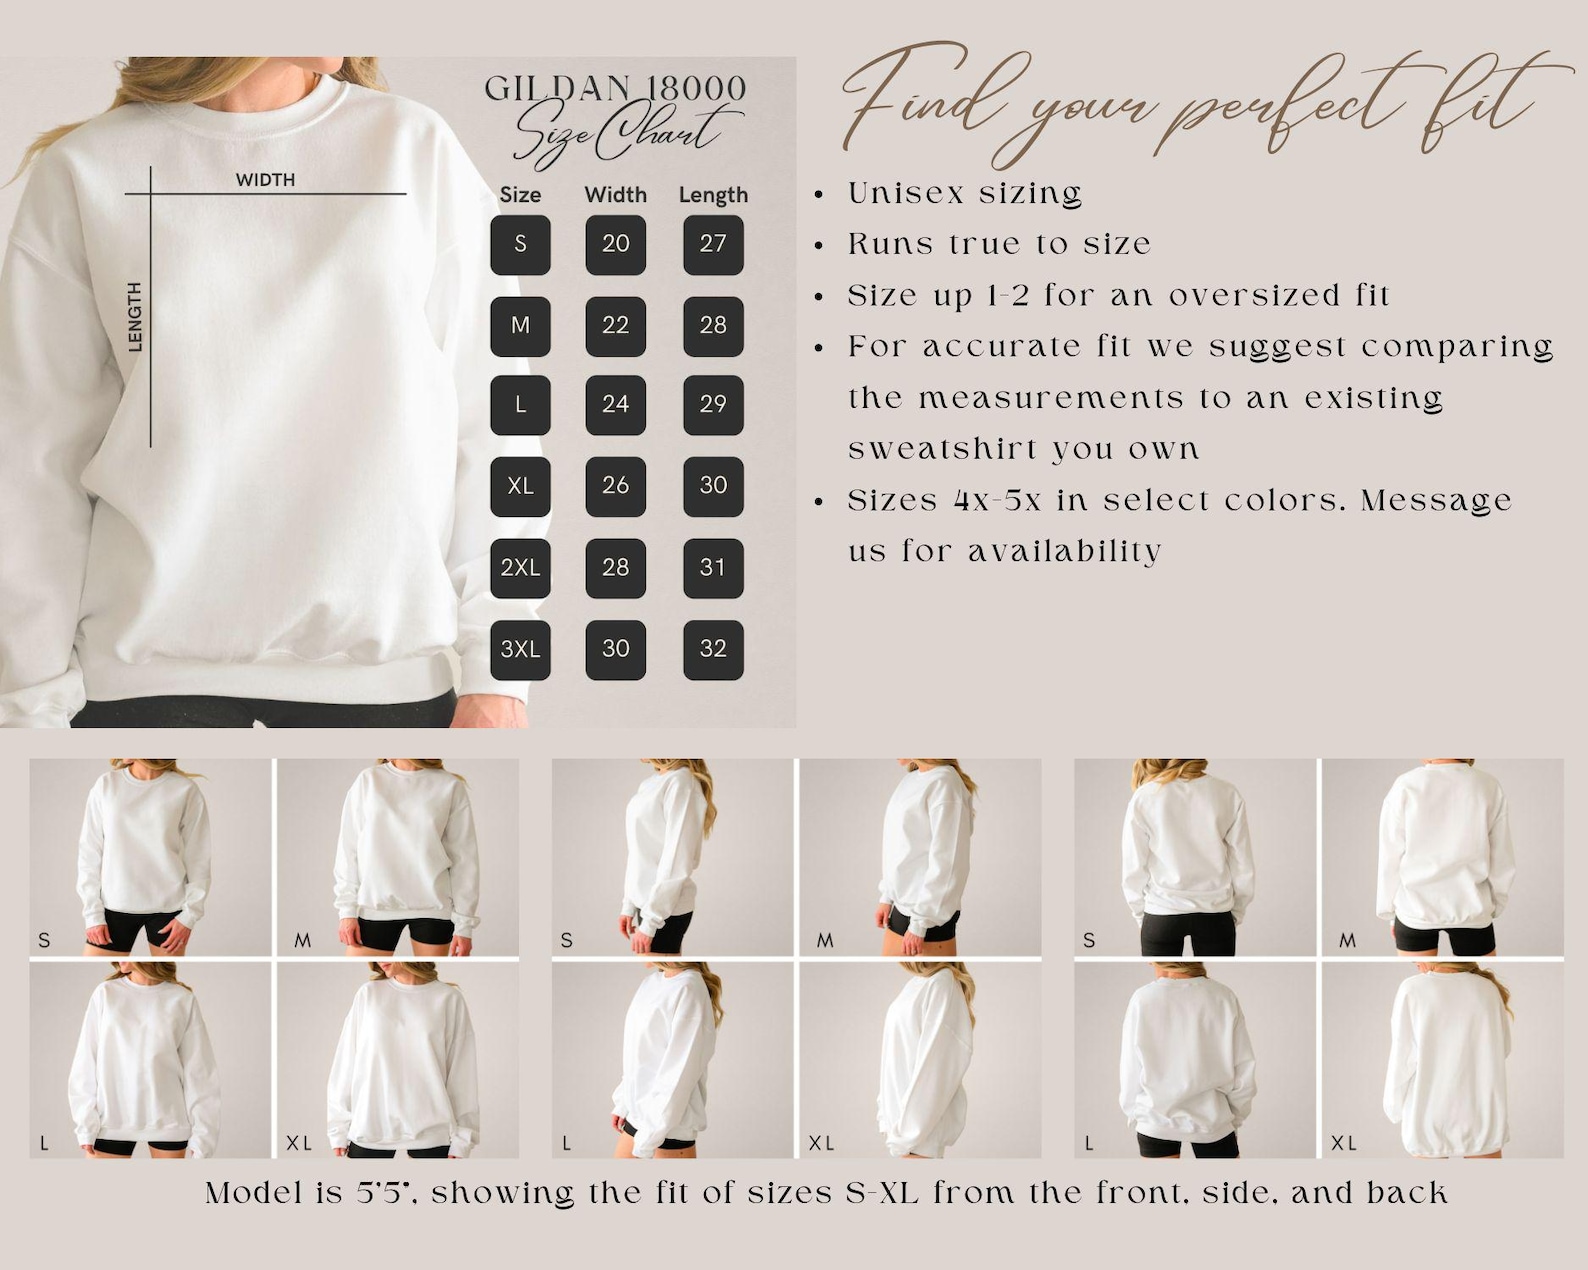 GILDAN 18000
Size Chart
WIDTH
LENGTH
Size Width Length
S 20 27
M 22 28
L 24 29
XL 26 30
2XL 28 31
3XL 30 32
Find your perfect fit
• Unisex sizing
• Runs true to size
• Size up 1-2 for an oversized fit
• For accurate fit we suggest comparing
the measurements to an existing
sweatshirt you own
• Sizes 4x-5x in select colors. Message
us for availability
S M S M S M
L XL L XL L XL
Model is 5'5", showing the fit of sizes S-XL from the front, side, and back